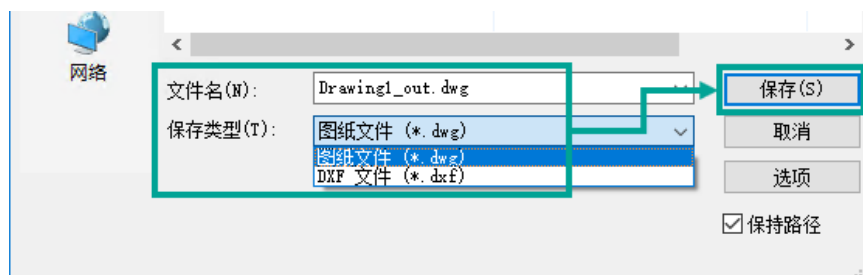 网络
文件名(N):
Drawing1_out.dwg
保存(S)
保存类型(T):
图纸文件 (*.dwg)
取消
图纸文件 (*.dwg)
DXF 文件 (*.dxf)
选项
保持路径